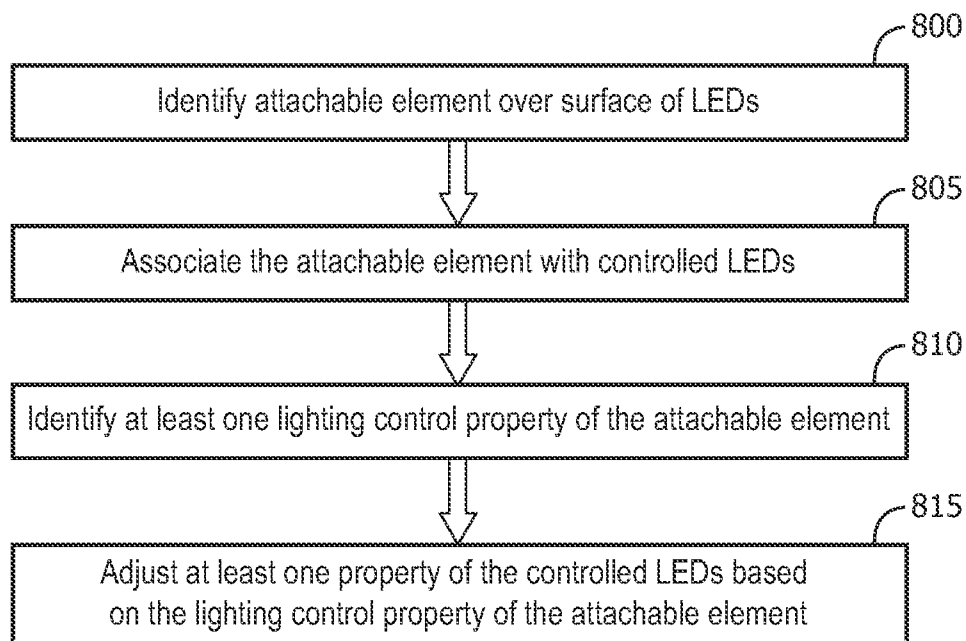 800
Identify attachable element over surface of LEDs
805
Associate the attachable element with controlled LEDs
810
Identify at least one lighting control property of the attachable element
815
Adjust at least one property of the controlled LEDs based
on the lighting control property of the attachable element